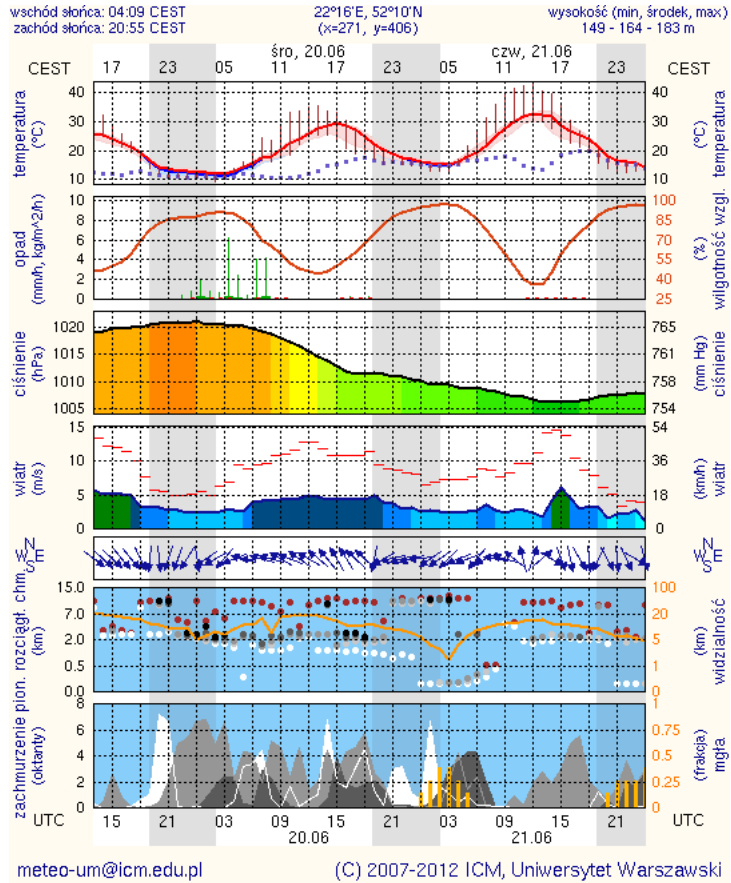 wschód słońca: 04:09 CEST 22°16'E, 52°10'N wysokość (min, środek, max)
zachód słońca: 20:55 CEST (x=271, y=406) 149 - 164 - 183 m
śro, 20.06 czw, 21.06
CEST 17 23 05 11 17 23 05 11 17 23 CEST
temperatura (°C) 40 30 20 10
40 30 20 10 (°C) temperatura
opad (mm/h, kg/m^2/h) 10 8 6 4 2 0
100 85 70 55 40 25 (%) wilgotność wzgl.
ciśnienie (hPa) 1020 1015 1010 1005
765 761 758 754 (mm Hg) ciśnienie
wiatr (m/s) 15 10 5 0
54 36 18 0 (km/h) wiatr
N W E S
N W E S
pion. rozciągł. chm. (km) 15.0 7.0 2.0 0.5 0.0
100 20 5 1 0 (km) widzialność
zachmurzenie (oktanty) 8 6 4 2 0
1 0.75 0.5 0.25 0 (frakcja) mgła
UTC 15 21 03 09 15 21 03 09 15 21 UTC
20.06 21.06
meteo-um@icm.edu.pl (C) 2007-2012 ICM, Uniwersytet Warszawski